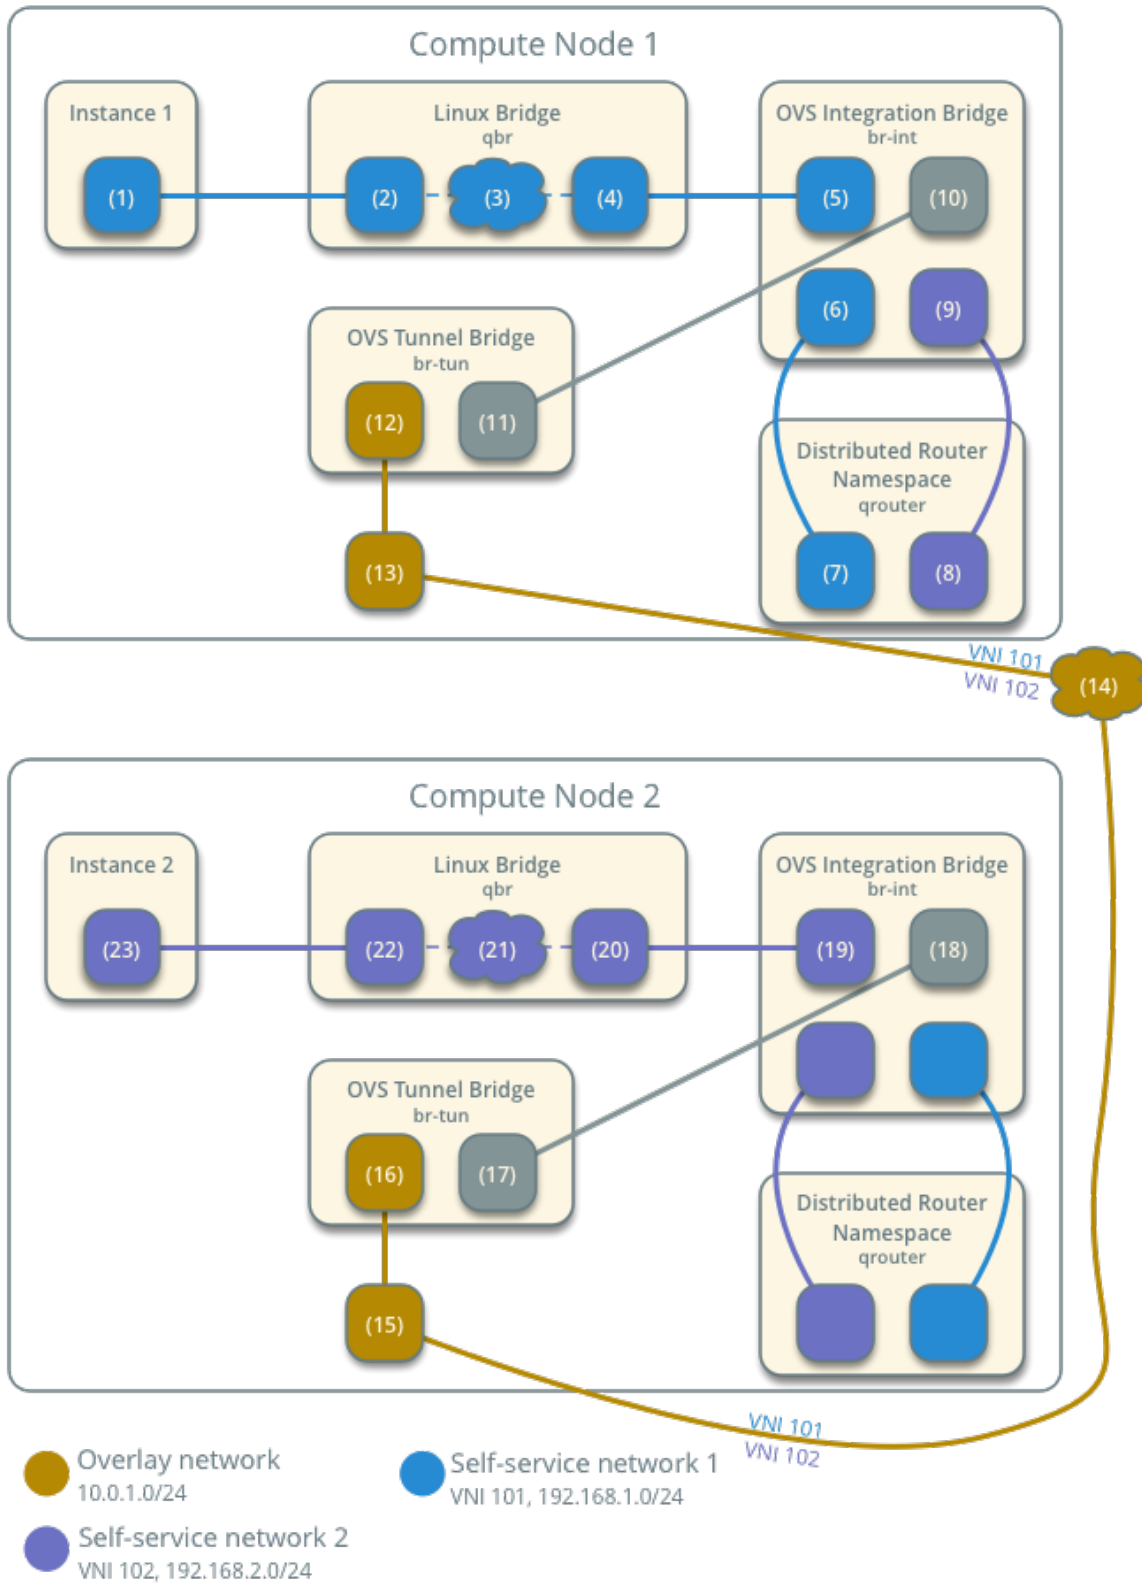 Compute Node 1
Instance 1
Linux Bridge
qbr
OVS Integration Bridge
br-int
(1)
(2)
(3)
(4)
(5)
(10)
(6)
(9)
OVS Tunnel Bridge
br-tun
(12)
(11)
Distributed Router
Namespace
qrouter
(13)
(7)
(8)
VNI 101
VNI 102
(14)
Compute Node 2
Instance 2
Linux Bridge
qbr
OVS Integration Bridge
br-int
(23)
(22)
(21)
(20)
(19)
(18)
OVS Tunnel Bridge
br-tun
(16)
(17)
Distributed Router
Namespace
qrouter
(15)
VNI 101
VNI 102
Overlay network
10.0.1.0/24
Self-service network 1
VNI 101, 192.168.1.0/24
Self-service network 2
VNI 102, 192.168.2.0/24